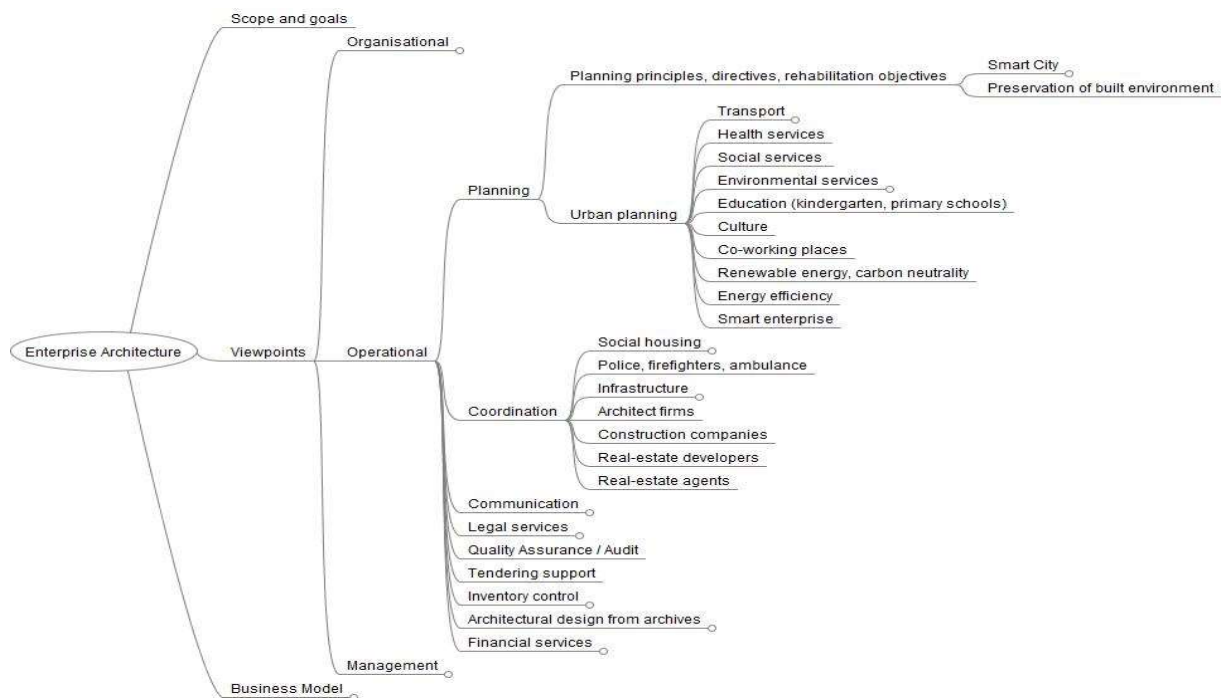 Scope and goals
Organisational
Smart City
Planning principles, directives, rehabilitation objectives
Preservation of built environment
Transport
Health services
Social services
Planning
Environmental services
Education (kindergarten, primary schools)
Urban planning
Culture
Co-working places
Renewable energy, carbon neutrality
Energy efficiency
Smart enterprise
Enterprise Architecture
Viewpoints
Operational
Social housing
Police, firefighters, ambulance
Infrastructure
Coordination
Architect firms
Construction companies
Real-estate developers
Real-estate agents
Communication
Legal services
Quality Assurance / Audit
Tendering support
Inventory control
Architectural design from archives
Financial services
Management
Business Model